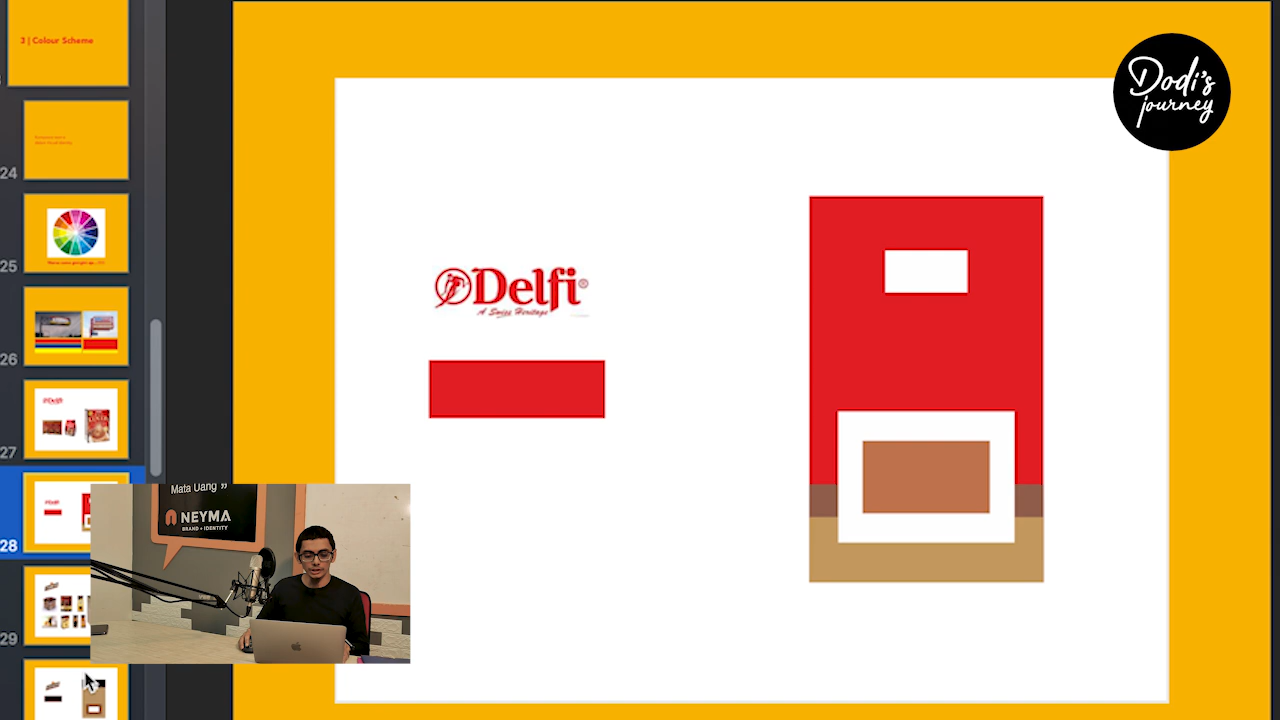 3 | Colour Scheme
24
25
26
27
28
29
Delfi
Delfi®
A Swiss Heritage
Dodi's
journey
Mata Uang ”
NEYMA
BRAND + IDENTITY